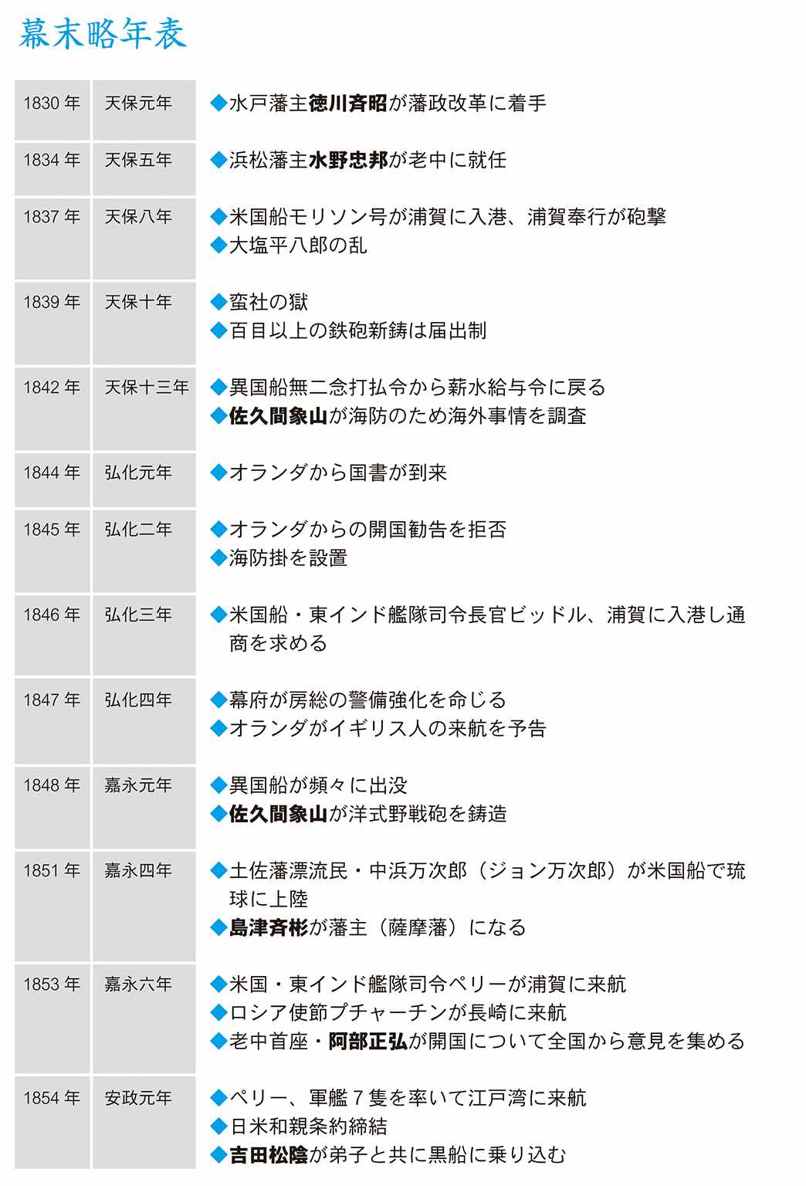 幕末略年表
1830 年 天保元年 ◆水戸藩主徳川斉昭が藩政改革に着手
1834 年 天保五年 ◆浜松藩主水野忠邦が老中に就任
1837 年 天保八年 ◆米国船モリソン号が浦賀に入港、浦賀奉行が砲撃
◆大塩平八郎の乱
1839 年 天保十年 ◆蛮社の獄
◆百目以上の鉄砲新鋳は届出制
1842 年 天保十三年 ◆異国船無二念打払令から薪水給与令に戻る
◆佐久間象山が海防のため海外事情を調査
1844 年 弘化元年 ◆オランダから国書が到来
1845 年 弘化二年 ◆オランダからの開国勧告を拒否
◆海防掛を設置
1846 年 弘化三年 ◆米国船・東インド艦隊司令長官ビッドル、浦賀に入港し通
商を求める
1847 年 弘化四年 ◆幕府が房総の警備強化を命じる
◆オランダがイギリス人の来航を予告
1848 年 嘉永元年 ◆異国船が頻々に出没
◆佐久間象山が洋式野戦砲を鋳造
1851 年 嘉永四年 ◆土佐藩漂流民・中浜万次郎（ジョン万次郎）が米国船で琉
球に上陸
◆島津斉彬が藩主（薩摩藩）になる
1853 年 嘉永六年 ◆米国・東インド艦隊司令ペリーが浦賀に来航
◆ロシア使節プチャーチンが長崎に来航
◆老中首座・阿部正弘が開国について全国から意見を集める
1854 年 安政元年 ◆ペリー、軍艦７隻を率いて江戸湾に来航
◆日米和親条約締結
◆吉田松陰が弟子と共に黒船に乗り込む